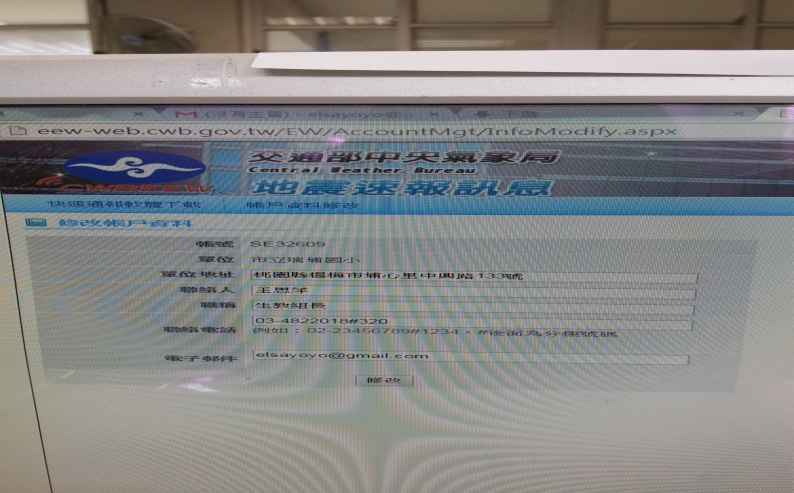 (沒有主旨) - elsayoyo@g
下載
eew-web.cwb.gov.tw/EW/AccountMgt/InfoModify.aspx
CWBEEW
交通部中央氣象局
Central Weather Bureau
地震速報訊息
快速通報軟體下載 帳戶資料修改
修改帳戶資料
帳號 SE32609
單位 市立瑞埔國小
單位地址 桃園縣楊梅市埔心里中興路133號
聯絡人 王思萍
職稱 生教組長
聯絡電話 03-4822018#320
例如：02-23456789#1234，#後面為分機號碼
電子郵件 elsayoyo@gmail.com
修改